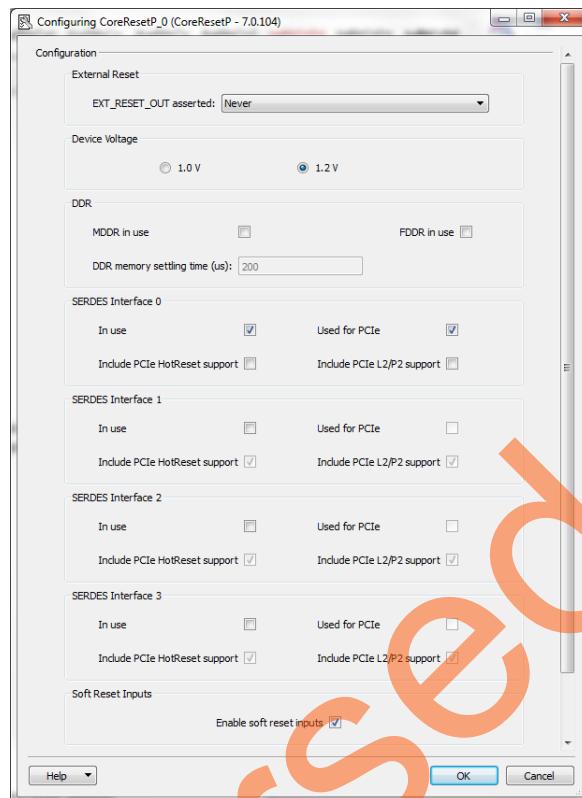 Configuring CoreResetP_0 (CoreResetP - 7.0.104)
Configuration
External Reset
EXT_RESET_OUT asserted: Never
Device Voltage
1.0 V 1.2 V
DDR
MDDR in use FDDR in use
DDR memory settling time (us): 200
SERDES Interface 0
In use Used for PCIe
Include PCIe HotReset support Include PCIe L2/P2 support
SERDES Interface 1
In use Used for PCIe
Include PCIe HotReset support Include PCIe L2/P2 support
SERDES Interface 2
In use Used for PCIe
Include PCIe HotReset support Include PCIe L2/P2 support
SERDES Interface 3
In use Used for PCIe
Include PCIe HotReset support Include PCIe L2/P2 support
Soft Reset Inputs
Enable soft reset inputs
Help OK Cancel
sed